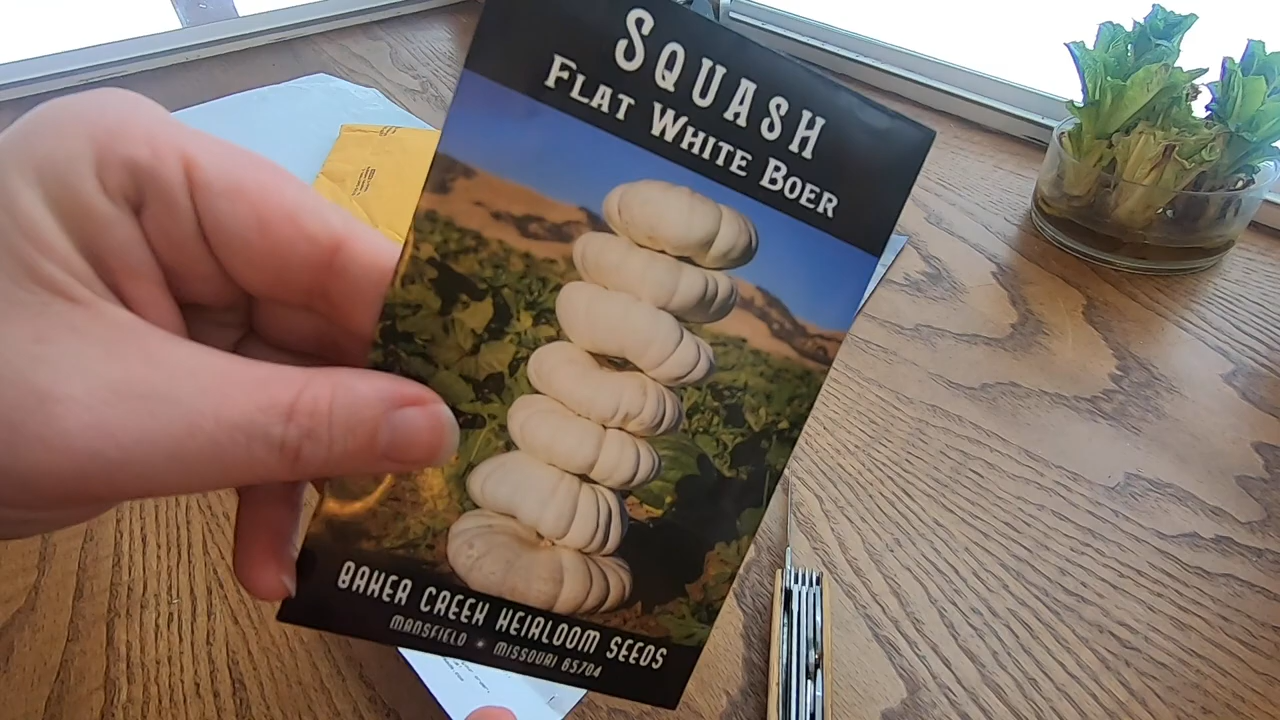 SQUASH
FLAT WHITE BOER
BAKER CREEK HEIRLOOM SEEDS
MANSFIELD * MISSOURI 65704